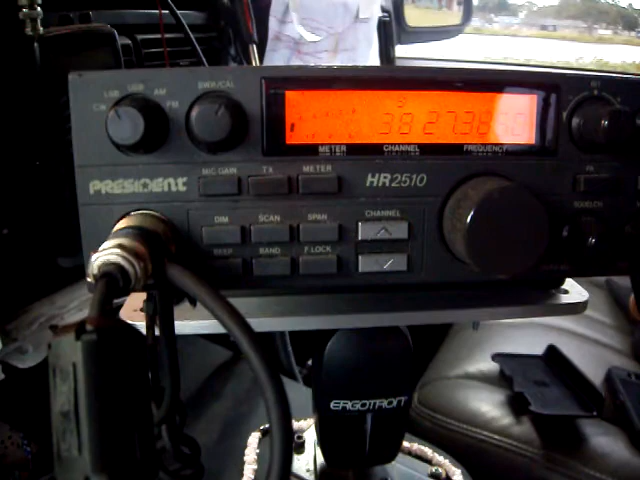 LSB USB AM
CW FM
SWR/CAL
METER CHANNEL FREQUENCY
38 27.38
PRESIDENT
MIC GAIN TX METER
HR2510
DIM SCAN SPAN
CHANNEL
BEEP BAND F.LOCK
SQUELCH
ERGOTRON